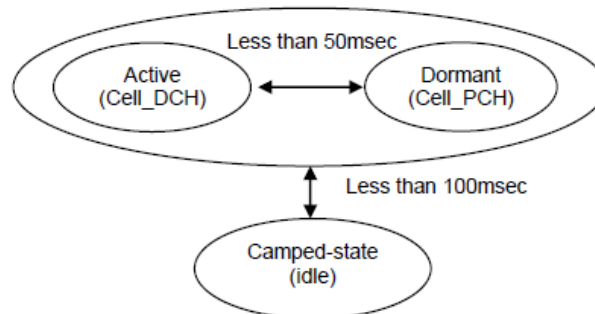 Less than 50msec
Active
(Cell_DCH)
Dormant
(Cell_PCH)
Less than 100msec
Camped-state
(idle)